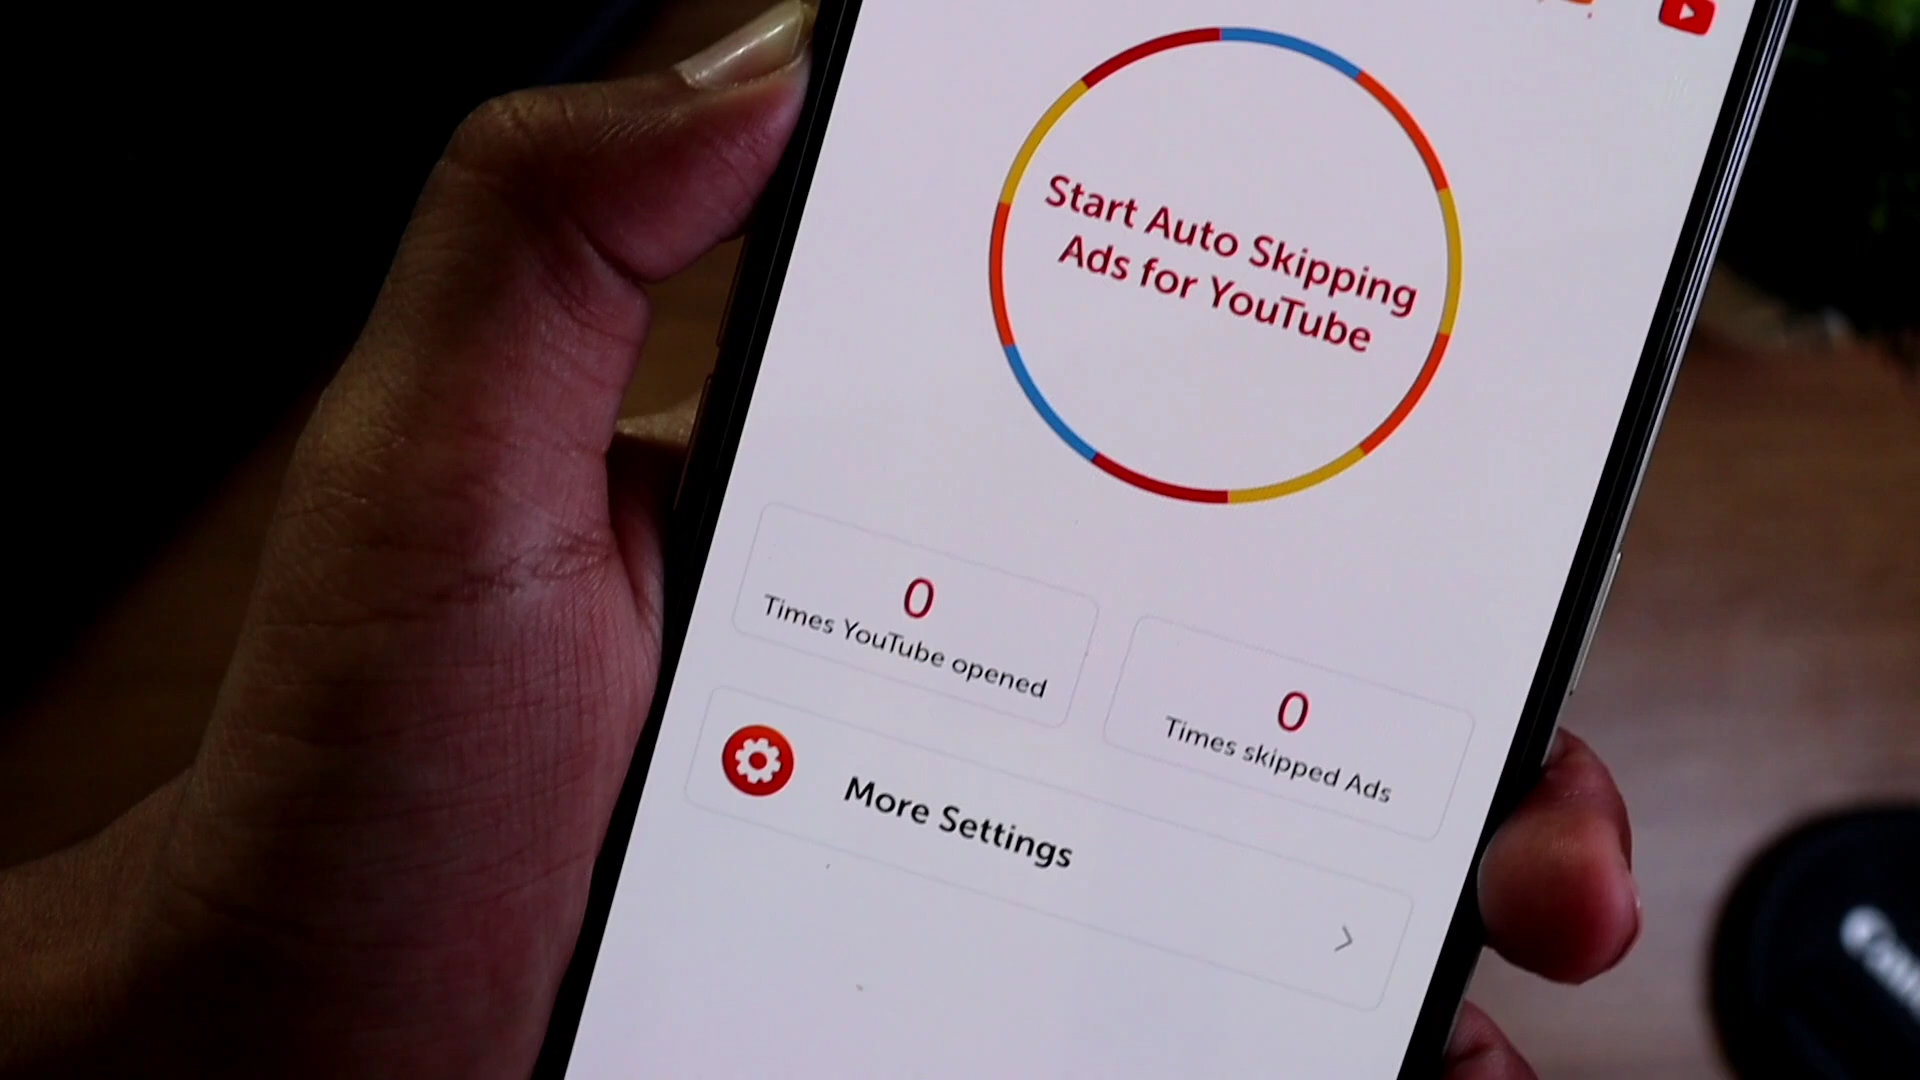 Start Auto Skipping
Ads for YouTube
0
Times YouTube opened
0
Times skipped Ads
More Settings